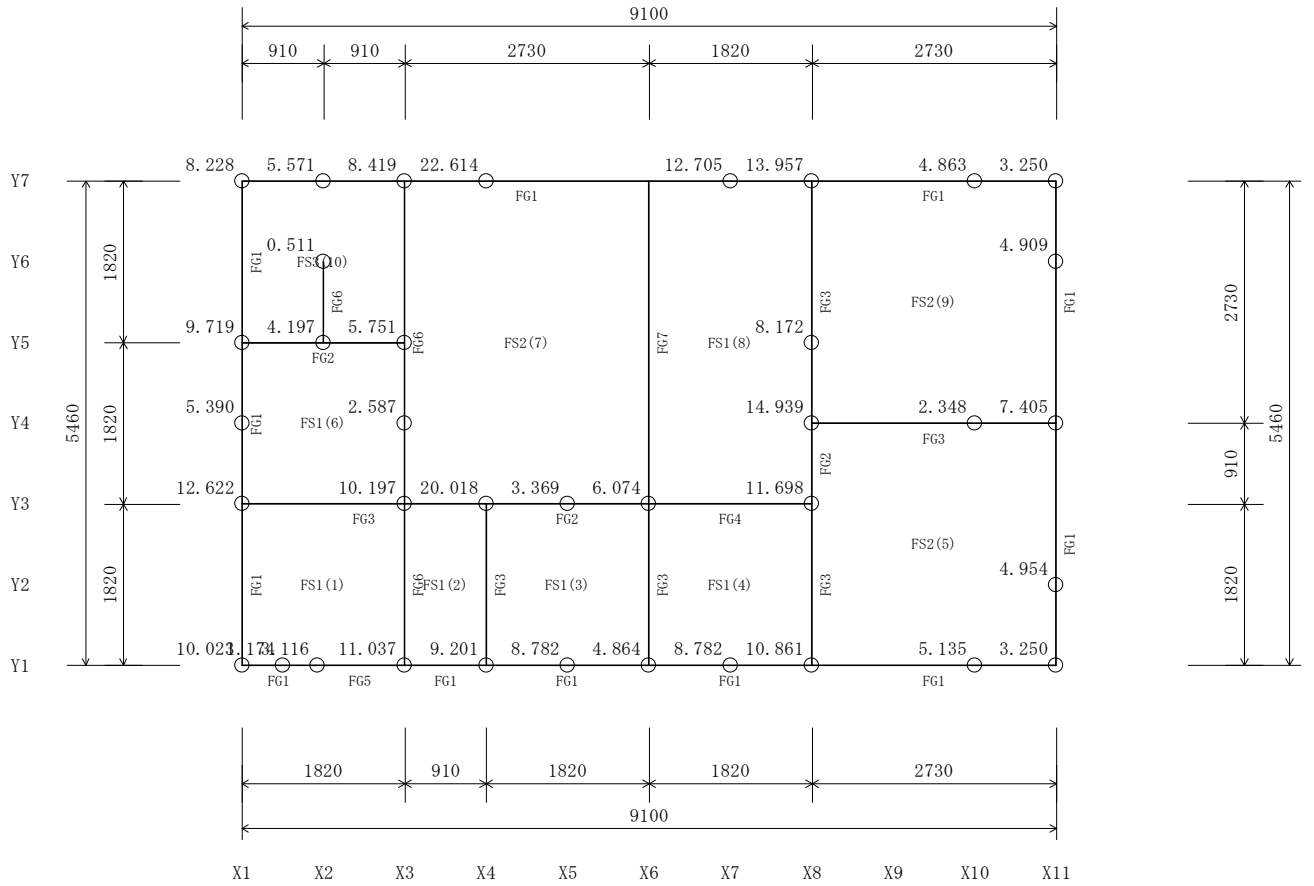 9100
910 910 2730 1820 2730
8.228 5.571 8.419 22.614 12.705 13.957 4.863 3.250
Y7
FG1 FG1
0.511 4.909
Y6 FG1 FS3(10)
1820 FG6 FG3 FS2(9) FG1 2730
9.719 4.197 5.751 8.172
Y5 FG2 FG6 FS2(7) FG7 FS1(8)
5.390 2.587 14.939 2.348 7.405
5460 1820 Y4 FG1 FS1(6) FG3 5460
FG2 910
12.622 10.197 20.018 3.369 6.074 11.698
Y3 FG3 FG2 FG4
FS2(5) FG1
4.954
Y2 1820 FG1 FS1(1) FG6 FS1(2) FG3 FS1(3) FG3 FS1(4) FG3 1820
10.023 11.037 9.201 8.782 4.864 8.782 10.861 5.135 3.250
Y1
FG1 FG5 FG1 FG1 FG1 FG1
1820 910 1820 1820 2730
9100
X1 X2 X3 X4 X5 X6 X7 X8 X9 X10 X11